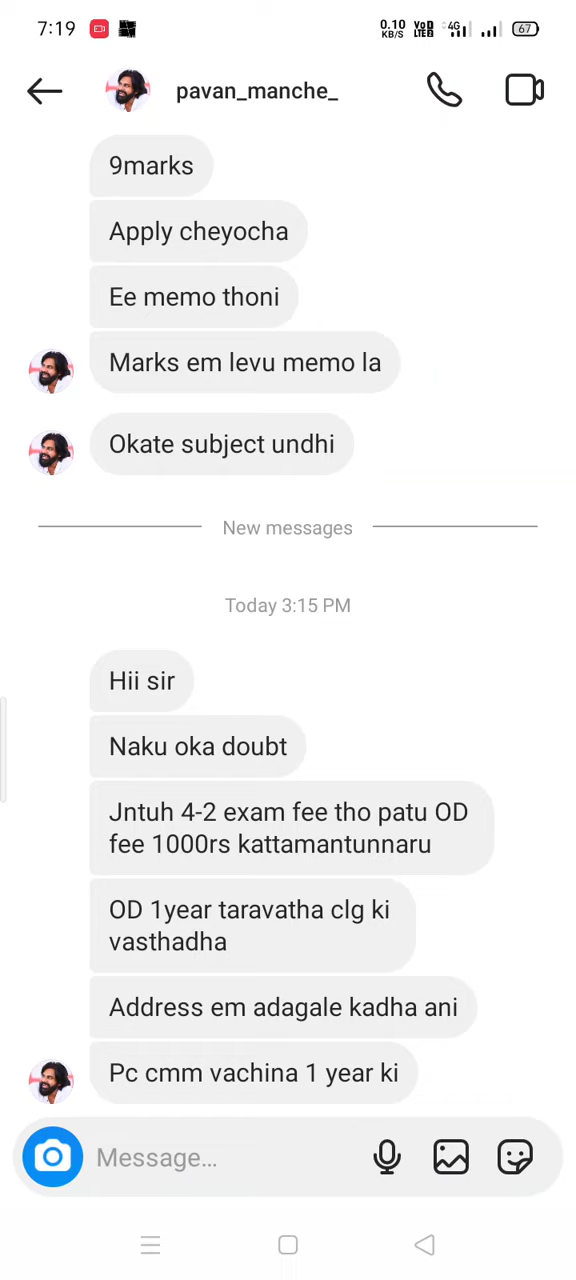 7:19
0.10
KB/S
VoD
LTE2
4G
67
pavan_manche_
9marks
Apply cheyocha
Ee memo thoni
Marks em levu memo la
Okate subject undhi
New messages
Today 3:15 PM
Hii sir
Naku oka doubt
Jntuh 4-2 exam fee tho patu OD
fee 1000rs kattamantunnaru
OD 1year taravatha clg ki
vasthadha
Address em adagale kadha ani
Pc cmm vachina 1 year ki
Message...